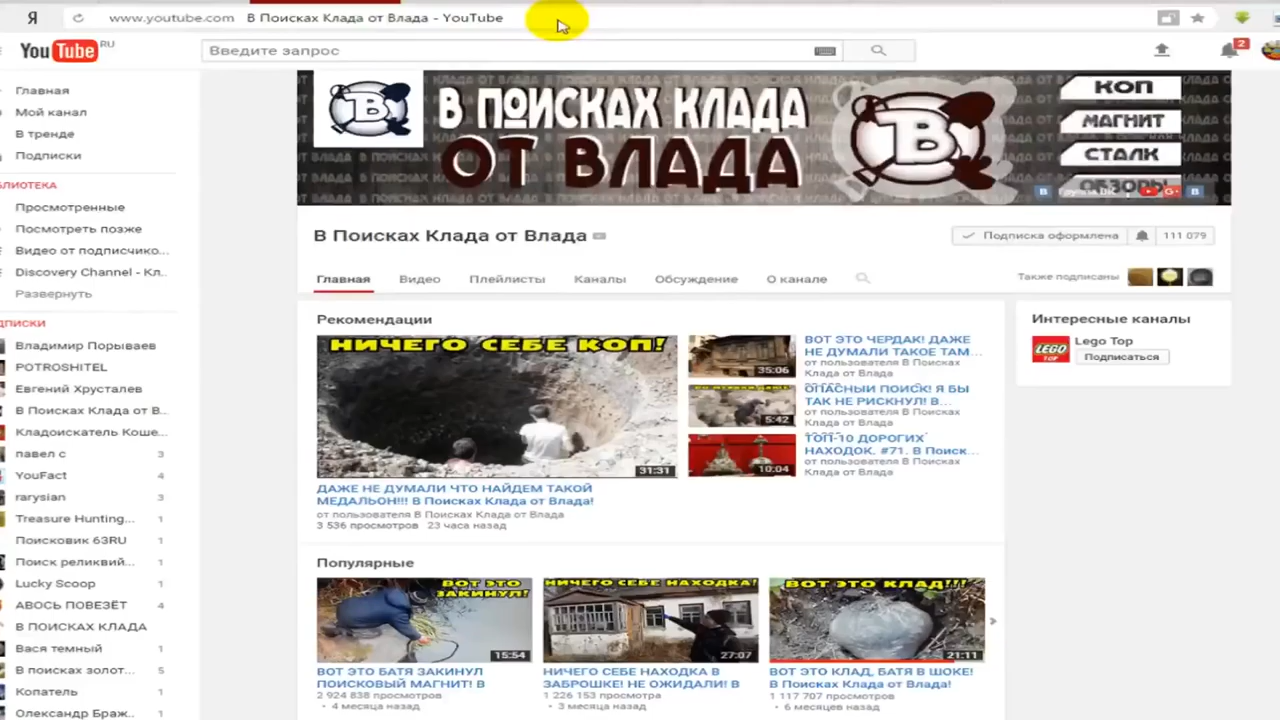 Я
www.youtube.com В Поисках Клада от Влада - YouTube
YouTube RU
Введите запрос
2
Главная
Мой канал
В тренде
Подписки
БЛИОТЕКА
Просмотренные
Посмотреть позже
Видео от подписчико...
Discovery Channel - Кл..
Развернуть
ДПИСКИ
Владимир Порываев
POTROSHITEL
Евгений Хрусталев
В Поисках Клада от В..
Кладоискатель Коше..
павел с 3
YouFact 4
rarysian 3
Treasure Hunting... 1
Поисковик 63RU 1
Поиск реликвий... 1
Lucky Scoop 1
АВОСЬ ПОВЕЗЁТ 4
В ПОИСКАХ КЛАДА
Вася темный 1
В поисках золот... 5
Копатель 1
Олександр Браж.. 1
В
В ПОИСКАХ КЛАДА
ОТ ВЛАДА
В
КОП
МАГНИТ
СТАЛК
ОБЗОРЫ
В Группа ВК G+ В
В Поисках Клада от Влада
Подписка оформлена 111 079
Главная Видео Плейлисты Каналы Обсуждение О канале
Также подписаны
Рекомендации
НИЧЕГО СЕБЕ КОП!
31:31
ДАЖЕ НЕ ДУМАЛИ ЧТО НАЙДЕМ ТАКОЙ
МЕДАЛЬОН!!! В Поисках Клада от Влада!
от пользователя В Поисках Клада от Влада
3 536 просмотров 23 часа назад
35:06
ВОТ ЭТО ЧЕРДАК! ДАЖЕ
НЕ ДУМАЛИ ТАКОЕ ТАМ...
от пользователя В Поисках
Клада от Влада
5:42
ОПАСНЫЙ ПОИСК! Я БЫ
ТАК НЕ РИСКНУЛ! В...
от пользователя В Поисках
Клада от Влада
10:04
ТОП-10 ДОРОГИХ
НАХОДОК. #71. В Поиск...
от пользователя В Поисках
Клада от Влада
Интересные каналы
LEGO TOP
Lego Top
Подписаться
Популярные
ВОТ ЭТО
ЗАКИНУЛ!
15:54
ВОТ ЭТО БАТЯ ЗАКИНУЛ
ПОИСКОВЫЙ МАГНИТ! В
2 924 838 просмотров
• 4 месяца назад
НИЧЕГО СЕБЕ НАХОДКА!
27:07
НИЧЕГО СЕБЕ НАХОДКА В
ЗАБРОШКЕ! НЕ ОЖИДАЛИ! В
1 226 153 просмотра
• 3 месяца назад
ВОТ ЭТО КЛАД!!!
21:11
ВОТ ЭТО КЛАД, БАТЯ В ШОКЕ!
В Поисках Клада от Влада!
1 117 707 просмотров
• 6 месяцев назад